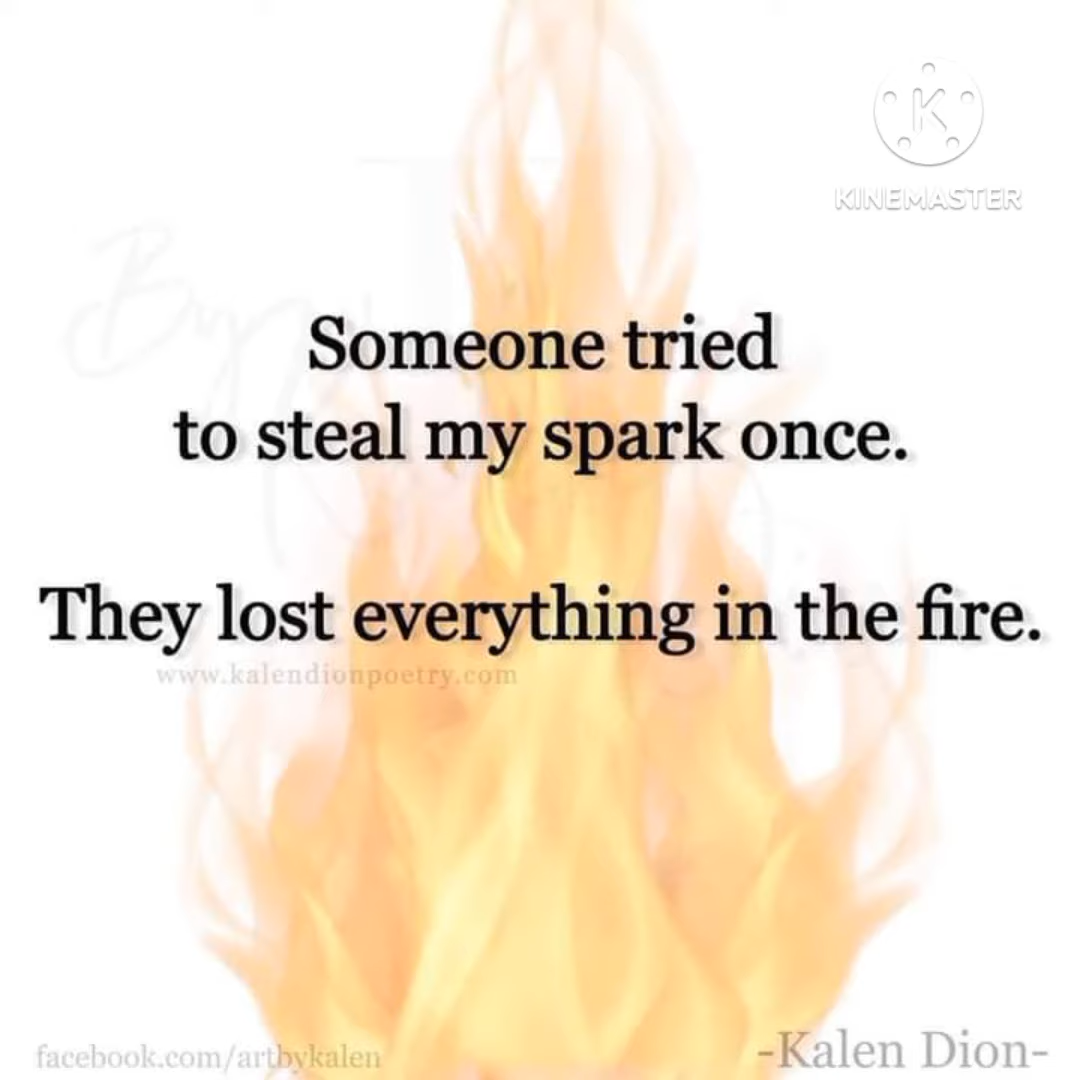 KINEMASTER
By
Someone tried
to steal my spark once.
They lost everything in the fire.
www.kalendionpoetry.com
facebook.com/artbykalen
-Kalen Dion-